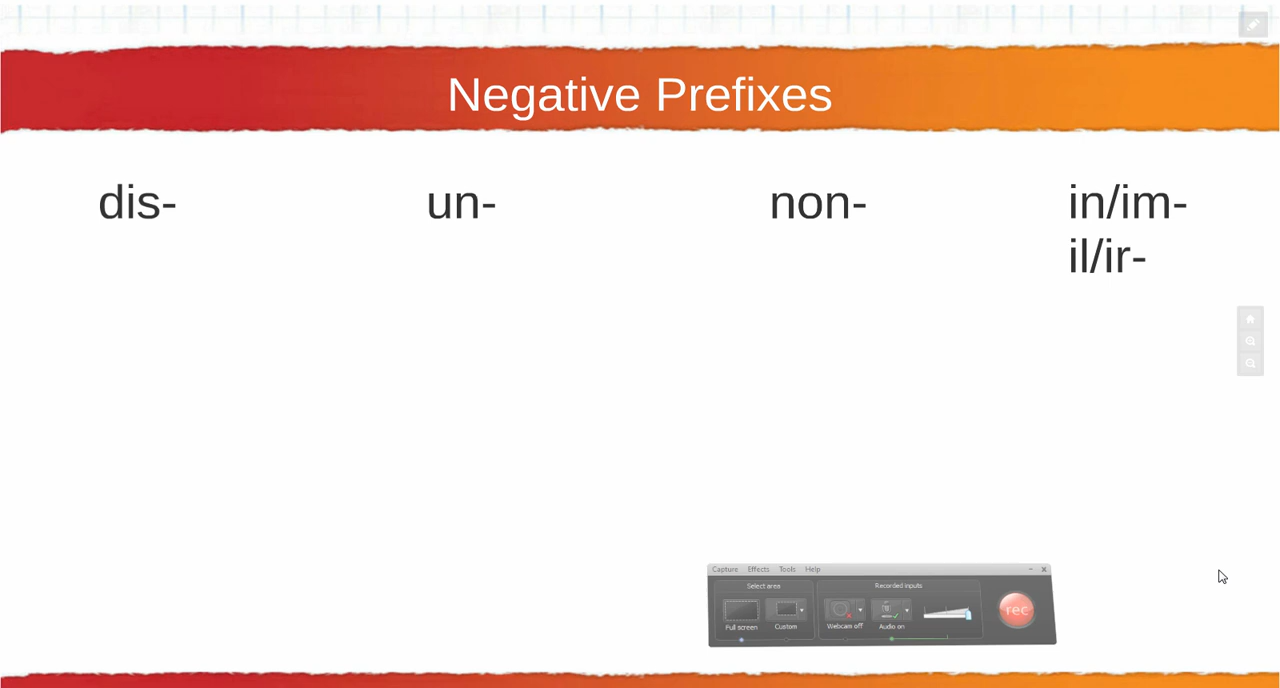 Negative Prefixes
dis- un- non- in/im-
il/ir-
Capture Effects Tools Help
Select area Recorded inputs
Full screen Custom Webcam off Audio on rec